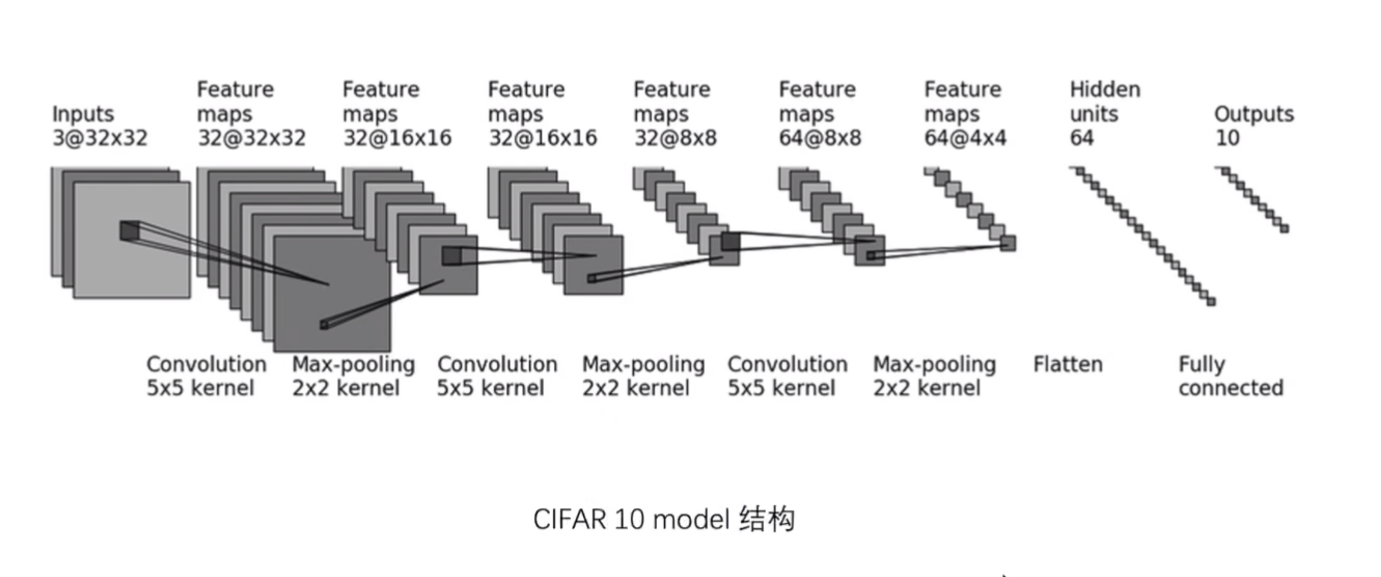 Inputs
3@32x32
Feature
maps
32@32x32
Feature
maps
32@16x16
Feature
maps
32@16x16
Feature
maps
32@8x8
Feature
maps
64@8x8
Feature
maps
64@4x4
Hidden
units
64
Outputs
10
Convolution
5x5 kernel
Max-pooling
2x2 kernel
Convolution
5x5 kernel
Max-pooling
2x2 kernel
Convolution
5x5 kernel
Max-pooling
2x2 kernel
Flatten
Fully
connected
CIFAR 10 model 结构